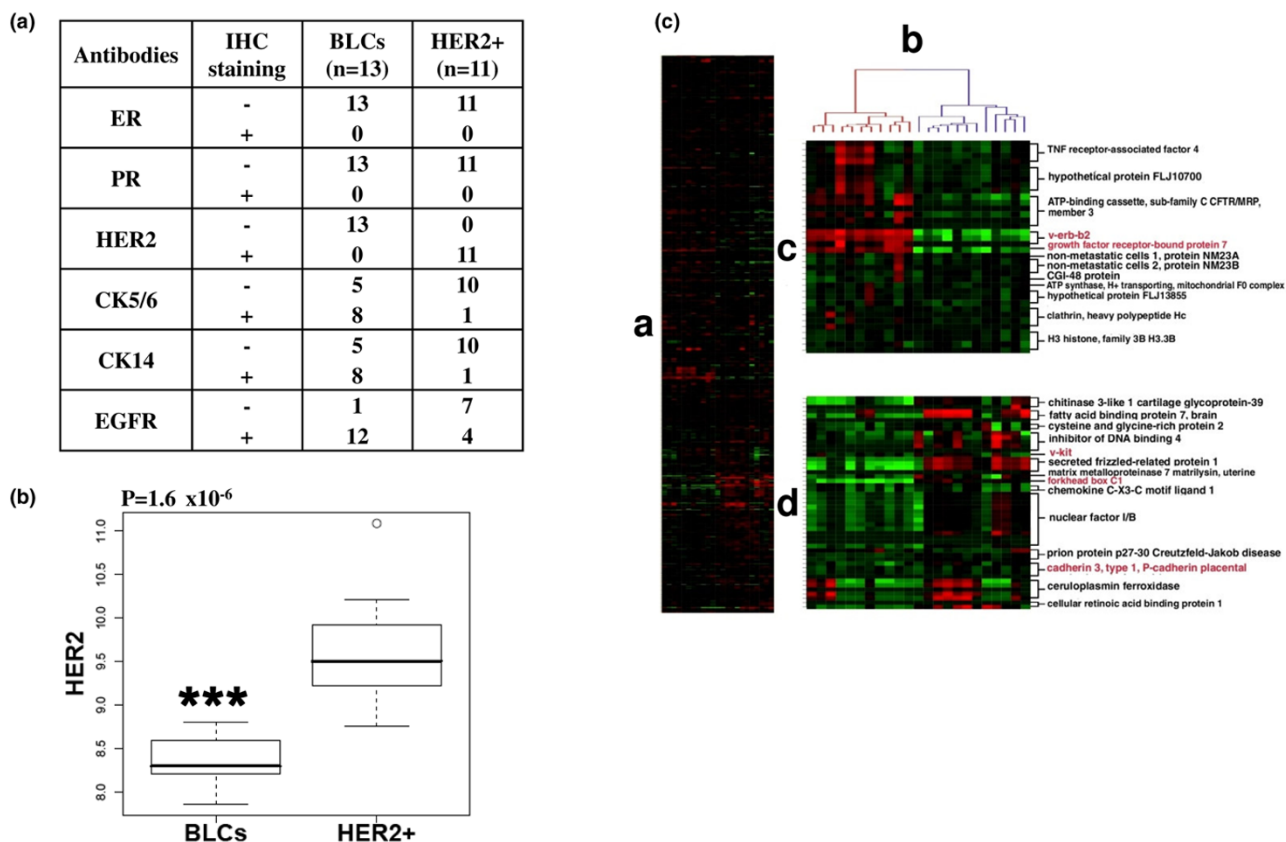 (a)
Antibodies IHC staining BLCs (n=13) HER2+ (n=11)
ER - 13 11
+ 0 0
PR - 13 11
+ 0 0
HER2 - 13 0
+ 0 11
CK5/6 - 5 10
+ 8 1
CK14 - 5 10
+ 8 1
EGFR - 1 7
+ 12 4
(b)
P=1.6 x10-6
HER2
11.0
10.5
10.0
9.5
9.0
8.5
8.0
***
BLCs HER2+
(c)
a
b
c
TNF receptor-associated factor 4
hypothetical protein FLJ10700
ATP-binding cassette, sub-family C CFTR/MRP,
member 3
v-erb-b2
growth factor receptor-bound protein 7
non-metastatic cells 1, protein NM23A
non-metastatic cells 2, protein NM23B
CGI-48 protein
ATP synthase, H+ transporting, mitochondrial F0 complex
hypothetical protein FLJ13855
clathrin, heavy polypeptide Hc
H3 histone, family 3B H3.3B
d
chitinase 3-like 1 cartilage glycoprotein-39
fatty acid binding protein 7, brain
cysteine and glycine-rich protein 2
inhibitor of DNA binding 4
v-kit
secreted frizzled-related protein 1
matrix metalloproteinase 7 matrilysin, uterine
forkhead box C1
chemokine C-X3-C motif ligand 1
nuclear factor I/B
prion protein p27-30 Creutzfeld-Jakob disease
cadherin 3, type 1, P-cadherin placental
ceruloplasmin ferroxidase
cellular retinoic acid binding protein 1